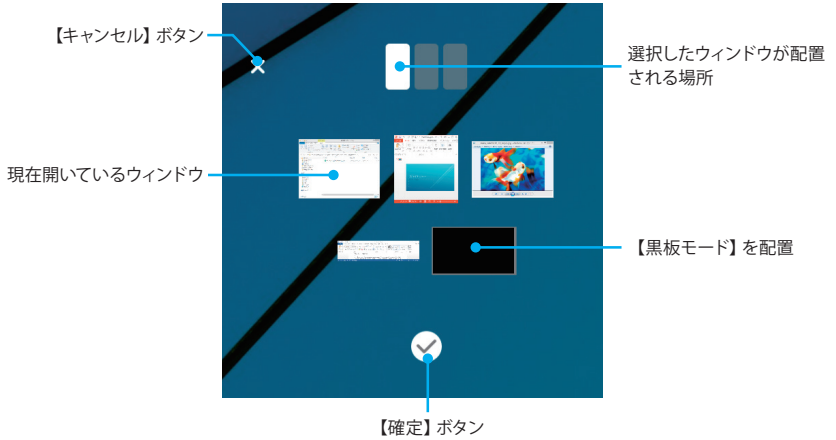 【キャンセル】ボタン
選択したウィンドウが配置
される場所
現在開いているウィンドウ
【黒板モード】を配置
【確定】ボタン